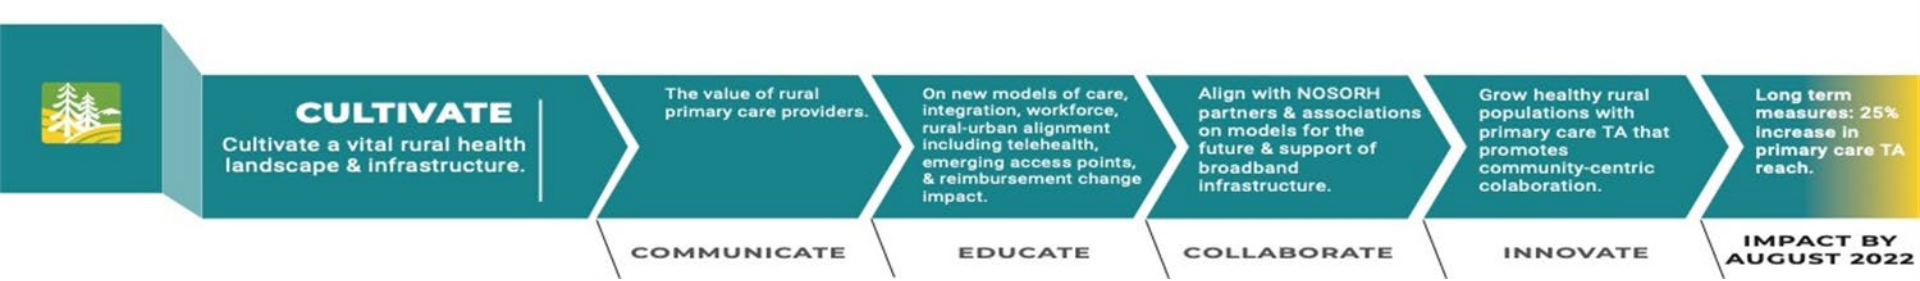 CULTIVATE
Cultivate a vital rural health
landscape & infrastructure.
The value of rural
primary care providers.
COMMUNICATE
On new models of care,
integration, workforce,
rural-urban alignment
including telehealth,
emerging access points,
& reimbursement change
impact.
EDUCATE
Align with NOSORH
partners & associations
on models for the
future & support of
broadband
infrastructure.
COLLABORATE
Grow healthy rural
populations with
primary care TA that
promotes
community-centric
colaboration.
INNOVATE
Long term
measures: 25%
increase in
primary care TA
reach.
IMPACT BY
AUGUST 2022